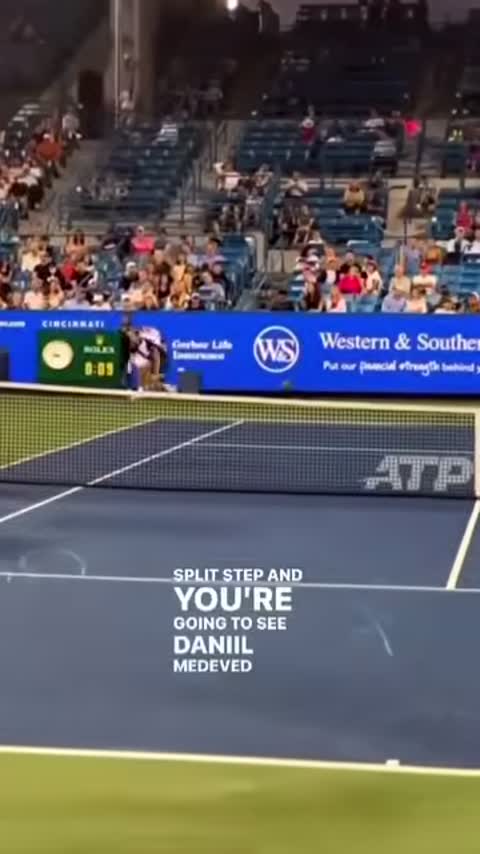 CINCINNATI
ROLEX
0:09
Gerber Life
Insurance
W&S
Western & Souther
Put our financial strength behind y
ATP
SPLIT STEP AND
YOU'RE
GOING TO SEE
DANIIL
MEDEVED